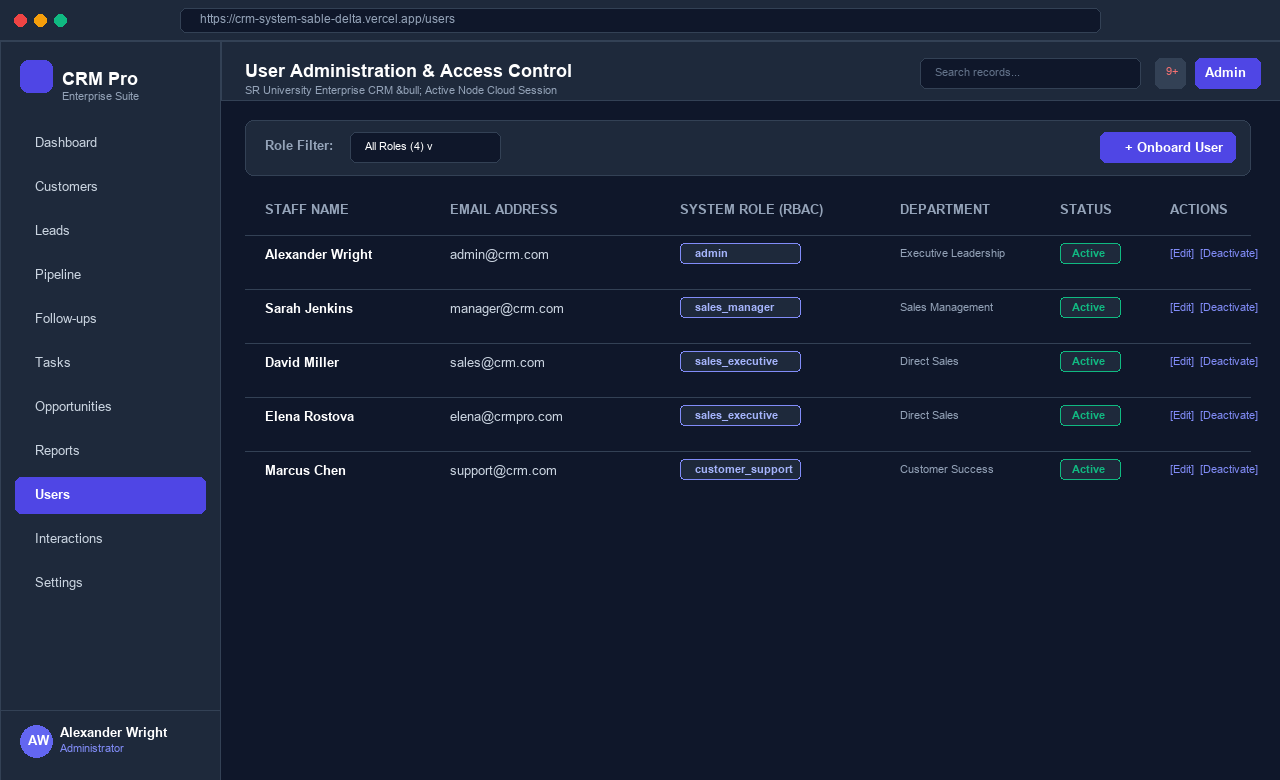 https://crm-system-sable-delta.vercel.app/users
CRM Pro
Enterprise Suite
User Administration & Access Control
SR University Enterprise CRM &bull; Active Node Cloud Session
Search records...
9+
Admin
Dashboard
Customers
Leads
Pipeline
Follow-ups
Tasks
Opportunities
Reports
Users
Interactions
Settings
Role Filter: All Roles (4) v + Onboard User
STAFF NAME EMAIL ADDRESS SYSTEM ROLE (RBAC) DEPARTMENT STATUS ACTIONS
Alexander Wright admin@crm.com admin Executive Leadership Active [Edit] [Deactivate]
Sarah Jenkins manager@crm.com sales_manager Sales Management Active [Edit] [Deactivate]
David Miller sales@crm.com sales_executive Direct Sales Active [Edit] [Deactivate]
Elena Rostova elena@crmpro.com sales_executive Direct Sales Active [Edit] [Deactivate]
Marcus Chen support@crm.com customer_support Customer Success Active [Edit] [Deactivate]
AW
Alexander Wright
Administrator